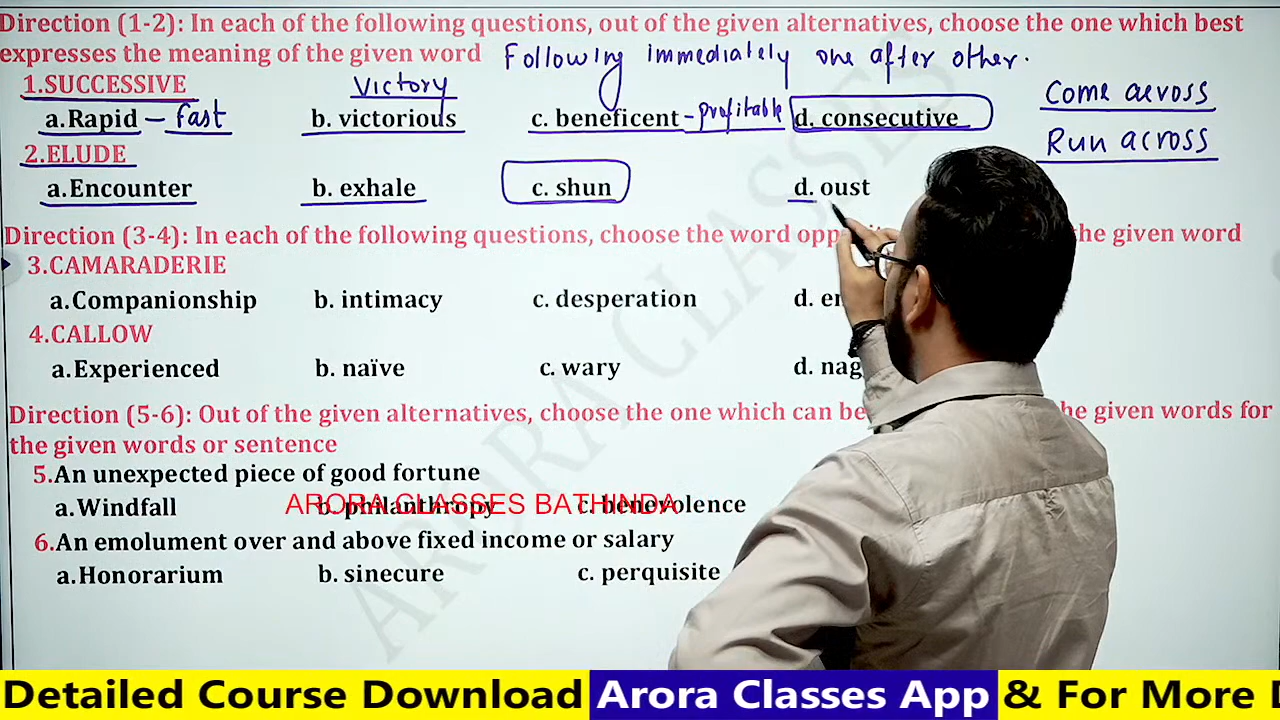 Direction (1-2): In each of the following questions, out of the given alternatives, choose the one which best
expresses the meaning of the given word Following immediately one after other.
1.SUCCESSIVE Victory Come across
a.Rapid – fast b. victorious c. beneficent – profitable d. consecutive
Run across
2.ELUDE
a.Encounter b. exhale c. shun d. oust
Direction (3-4): In each of the following questions, choose the word the given word
3.CAMARADERIE
a.Companionship b. intimacy c. desperation d.
4.CALLOW
a.Experienced b. naïve c. wary d.
Direction (5-6): Out of the given alternatives, choose the one which can be the given words for
the given words or sentence
5.An unexpected piece of good fortune
a.Windfall b. philanthropy c. benevolence
ARORA CLASSES BATHINDA
6.An emolument over and above fixed income or salary
a.Honorarium b. sinecure c. perquisite
ARORA CLASSES
Detailed Course Download Arora Classes App & For More